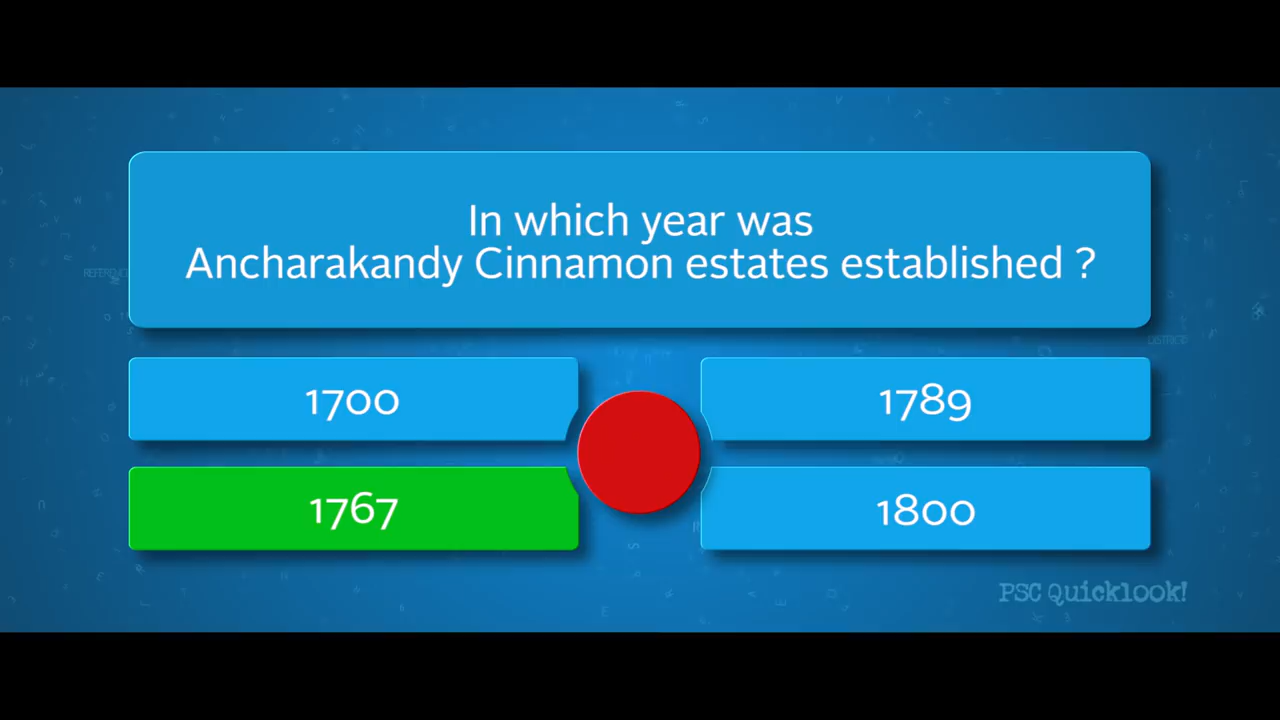 In which year was
Ancharakandy Cinnamon estates established ?
1700
1789
1767
1800
PSC Quicklook!